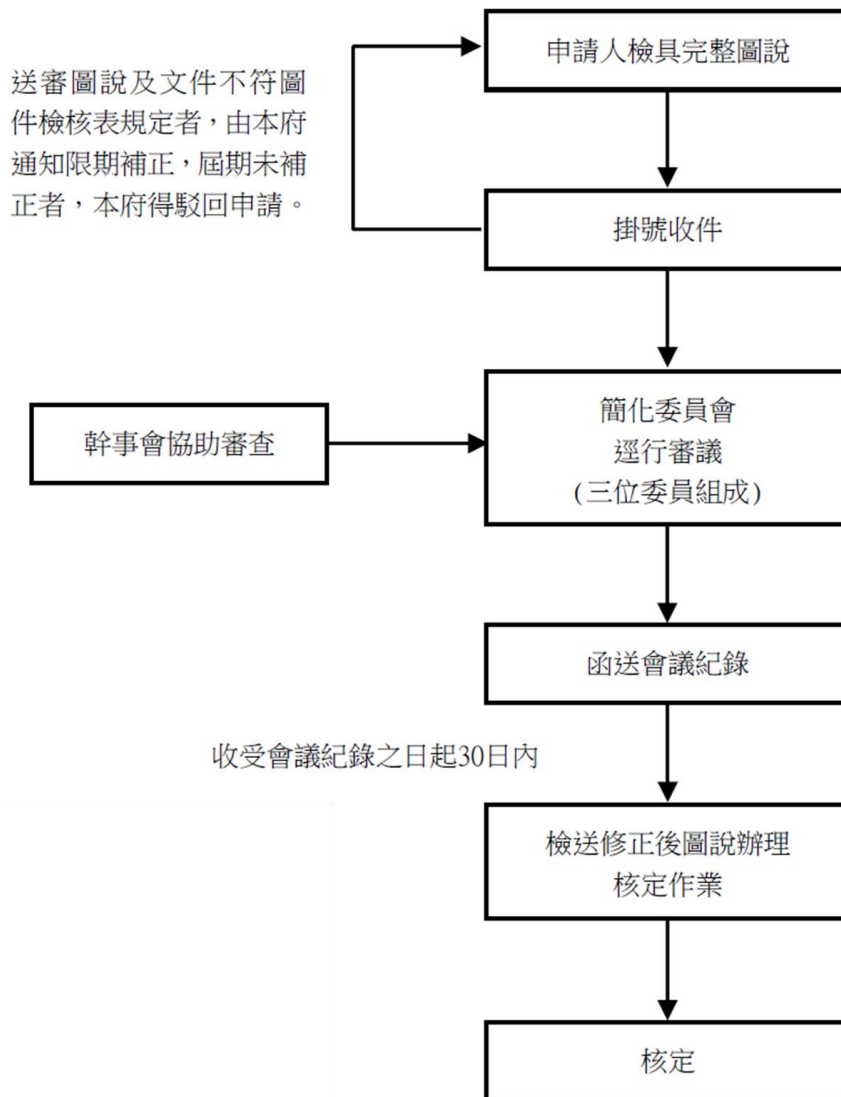 申請人檢具完整圖說
送審圖說及文件不符圖
件檢核表規定者，由本府
通知限期補正，屆期未補
正者，本府得駁回申請。
掛號收件
簡化委員會
逕行審議
(三位委員組成)
幹事會協助審查
函送會議紀錄
收受會議紀錄之日起30日內
檢送修正後圖說辦理
核定作業
核定